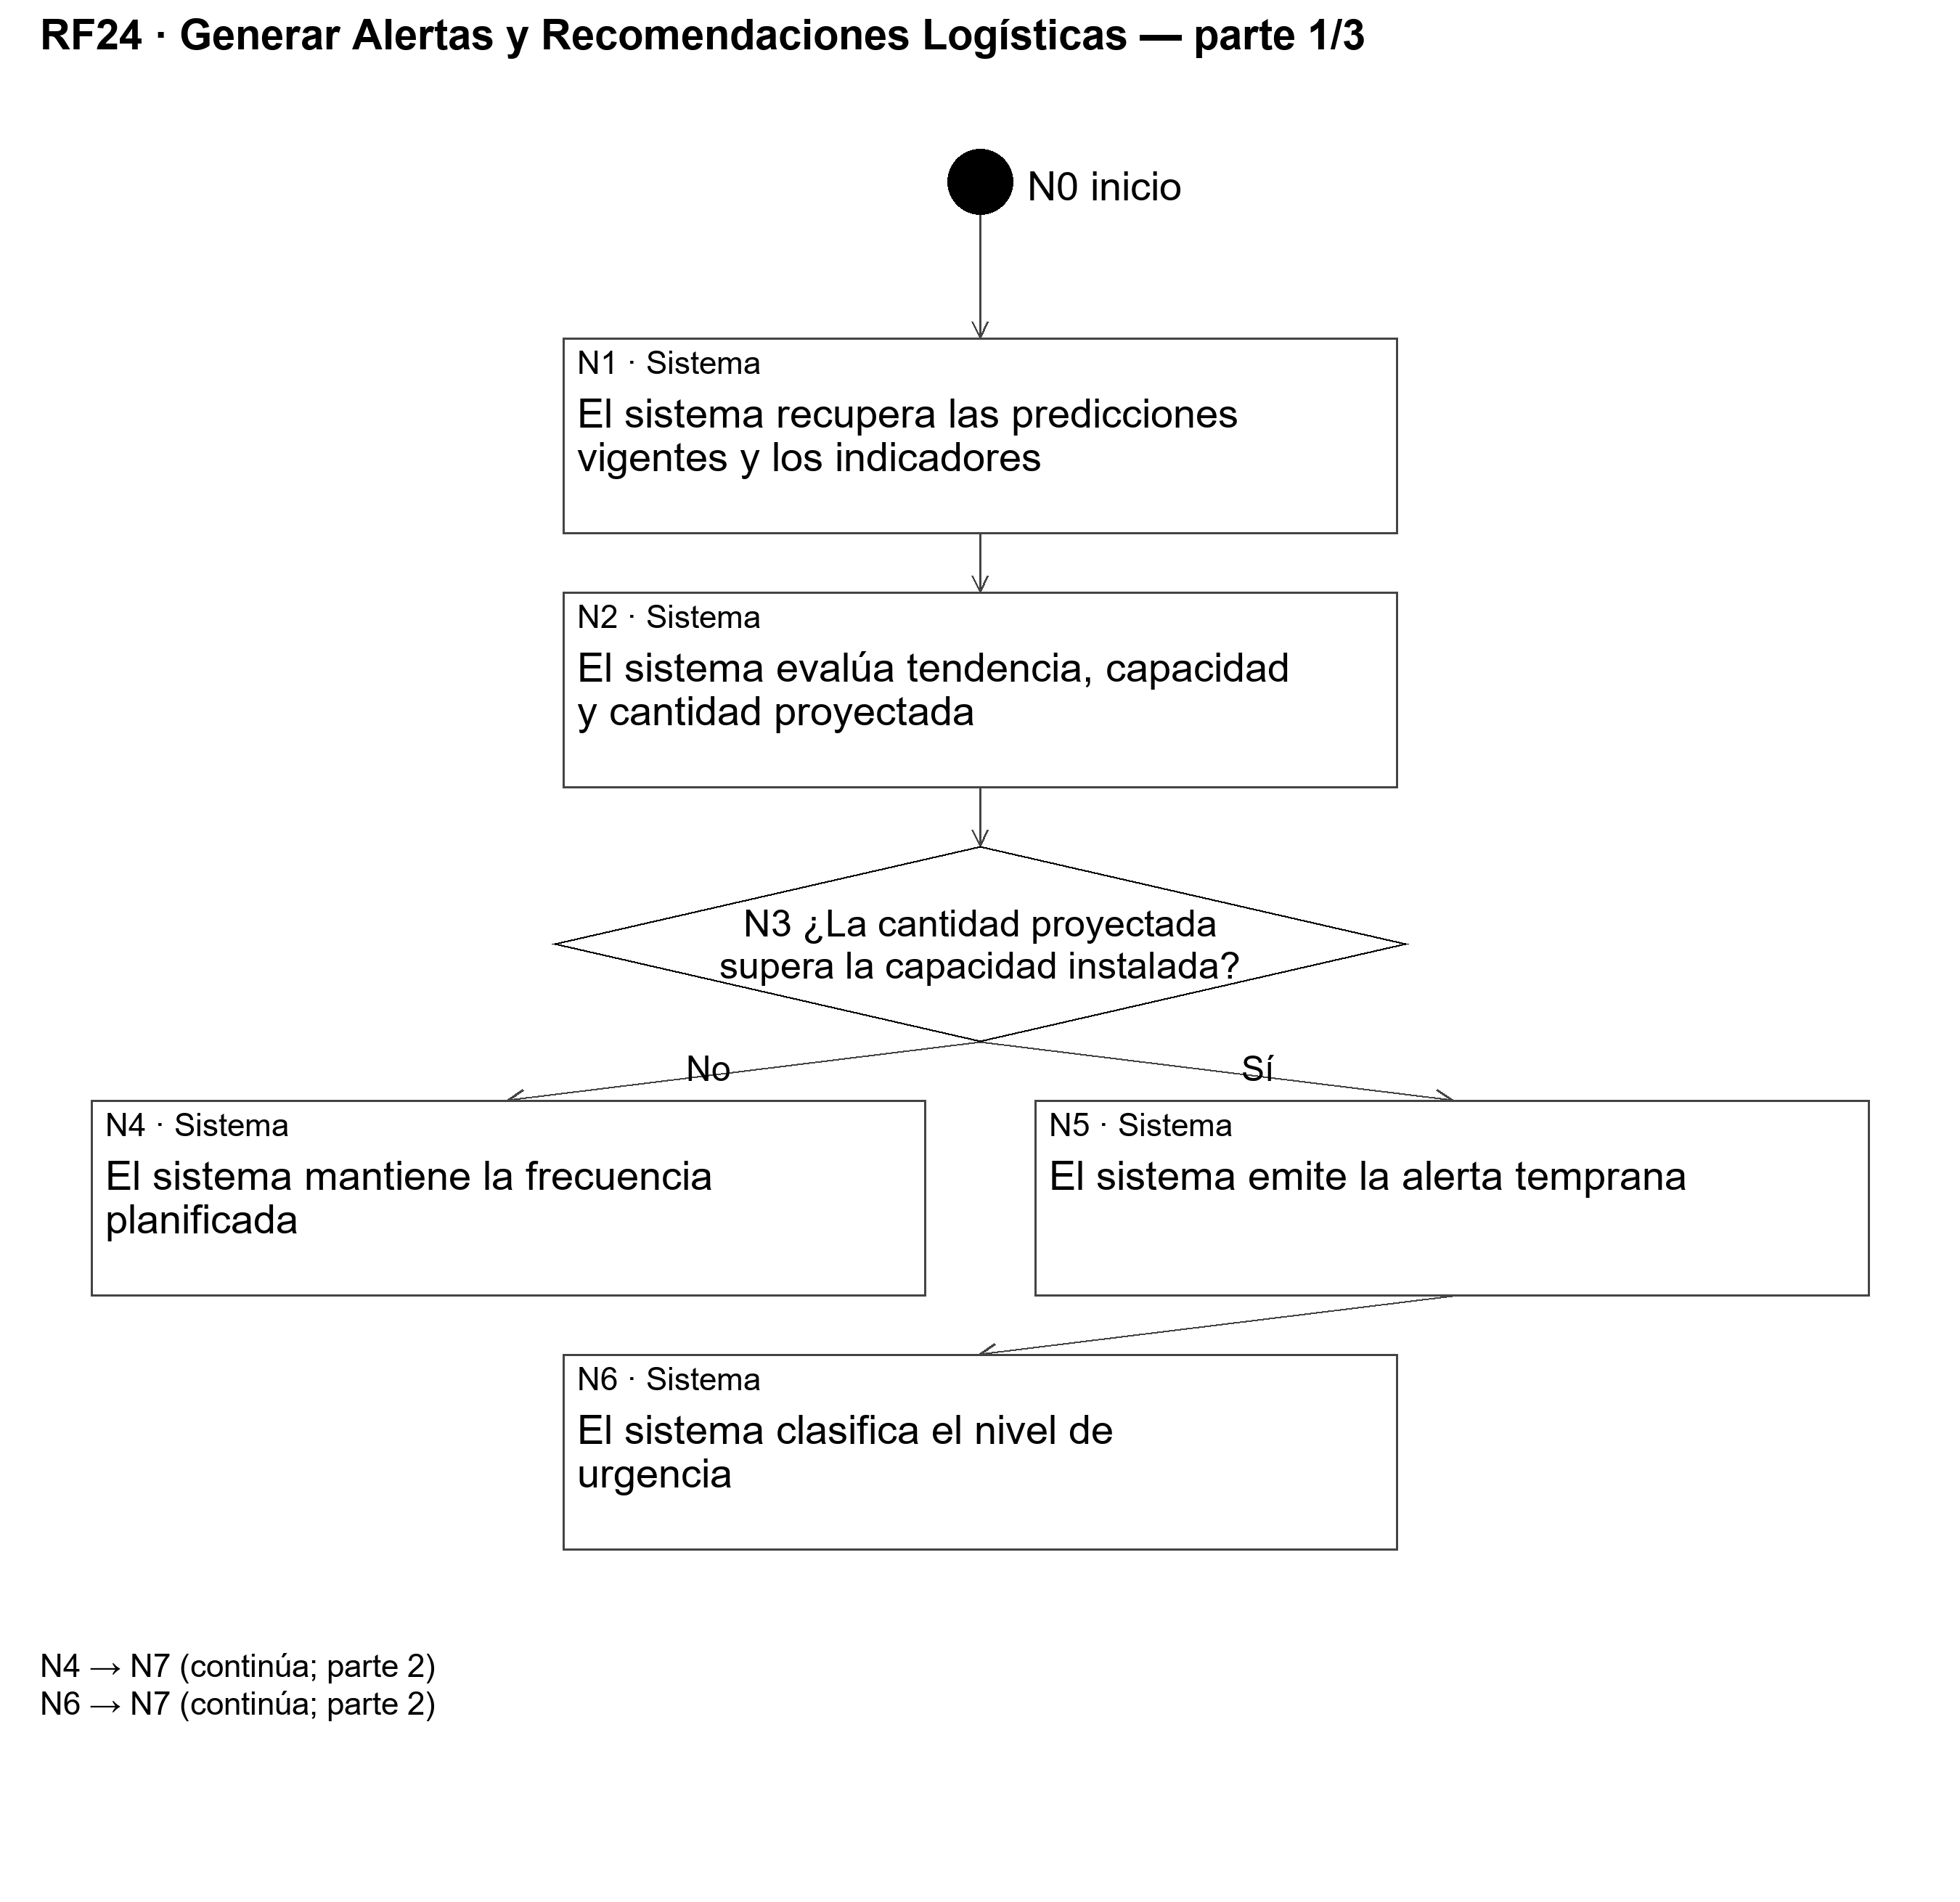 RF24 · Generar Alertas y Recomendaciones Logísticas — parte 1/3
N0 inicio
N1 · Sistema
El sistema recupera las predicciones
vigentes y los indicadores
N2 · Sistema
El sistema evalúa tendencia, capacidad
y cantidad proyectada
N3 ¿La cantidad proyectada
supera la capacidad instalada?
No
Sí
N4 · Sistema
El sistema mantiene la frecuencia
planificada
N5 · Sistema
El sistema emite la alerta temprana
N6 · Sistema
El sistema clasifica el nivel de
urgencia
N4 → N7 (continúa; parte 2)
N6 → N7 (continúa; parte 2)